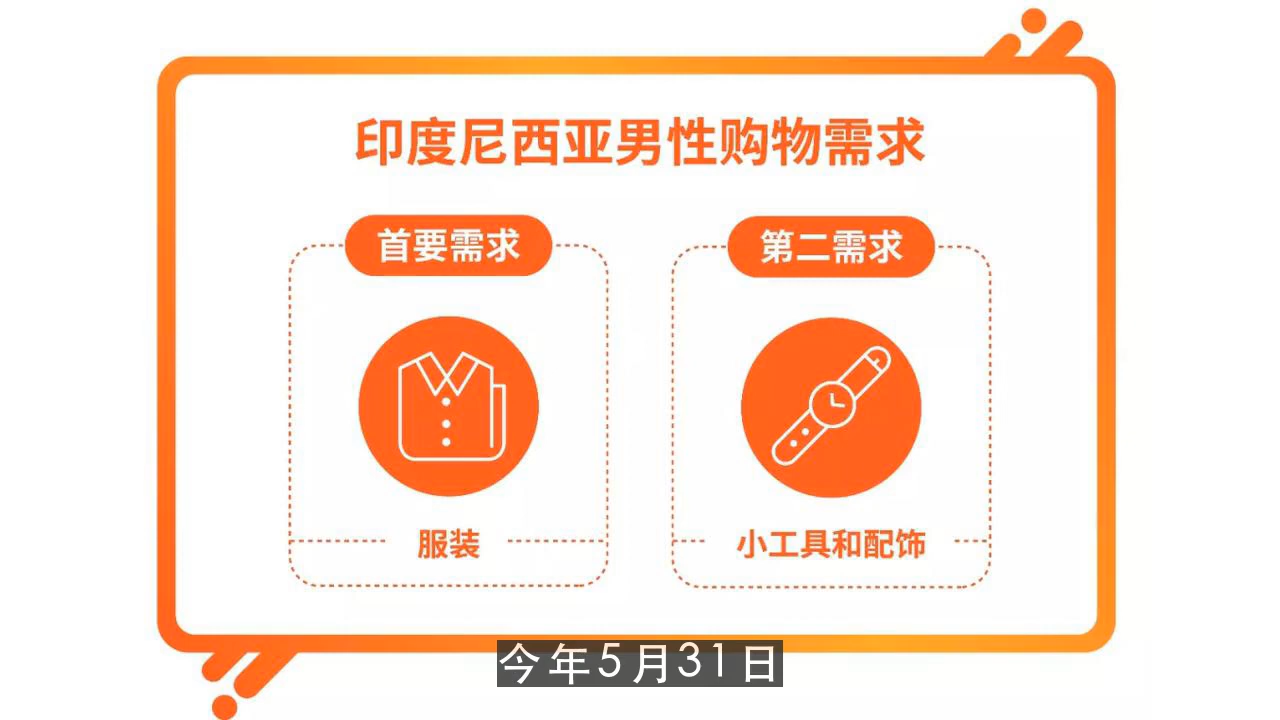 印度尼西亚男性购物需求
首要需求
第二需求
服装
小工具和配饰
今年5月31日